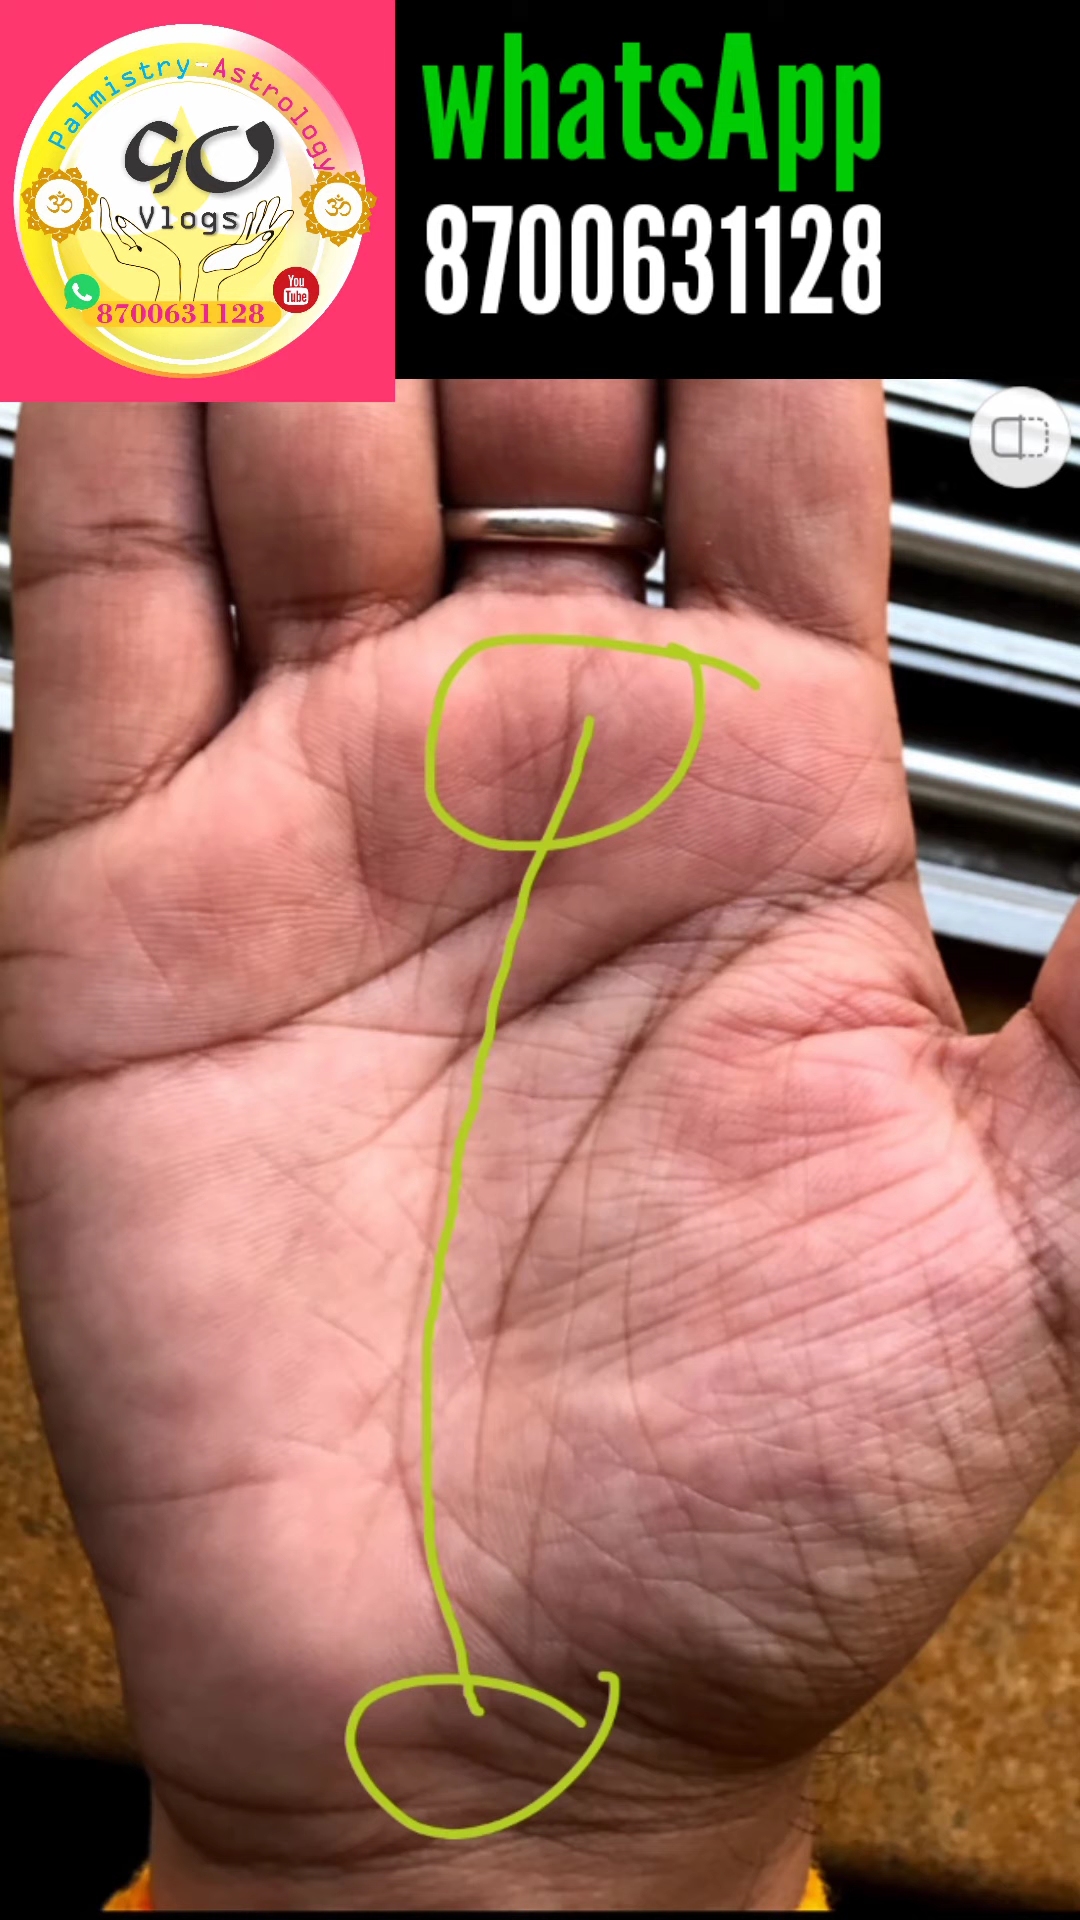 Palmistry-Astrology
GO
Vlogs
ॐ
ॐ
You
Tube
8700631128
whatsApp
8700631128